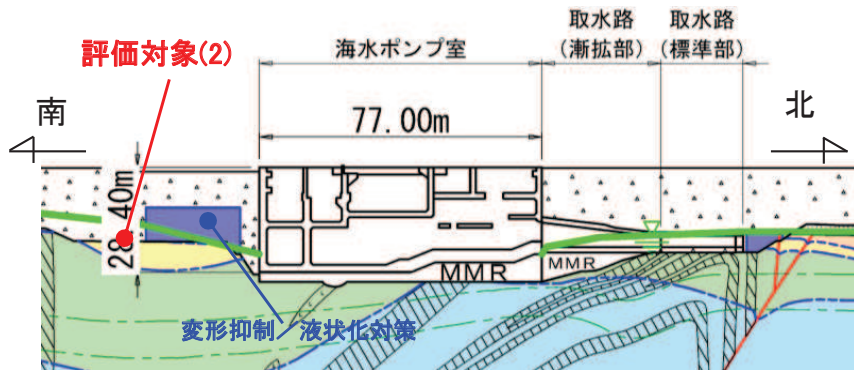 取水路
(漸拡部)
取水路
(標準部)
評価対象(2)
海水ポンプ室
南
77.00m
北
28.40m
MMR
MMR
変形抑制／液状化対策